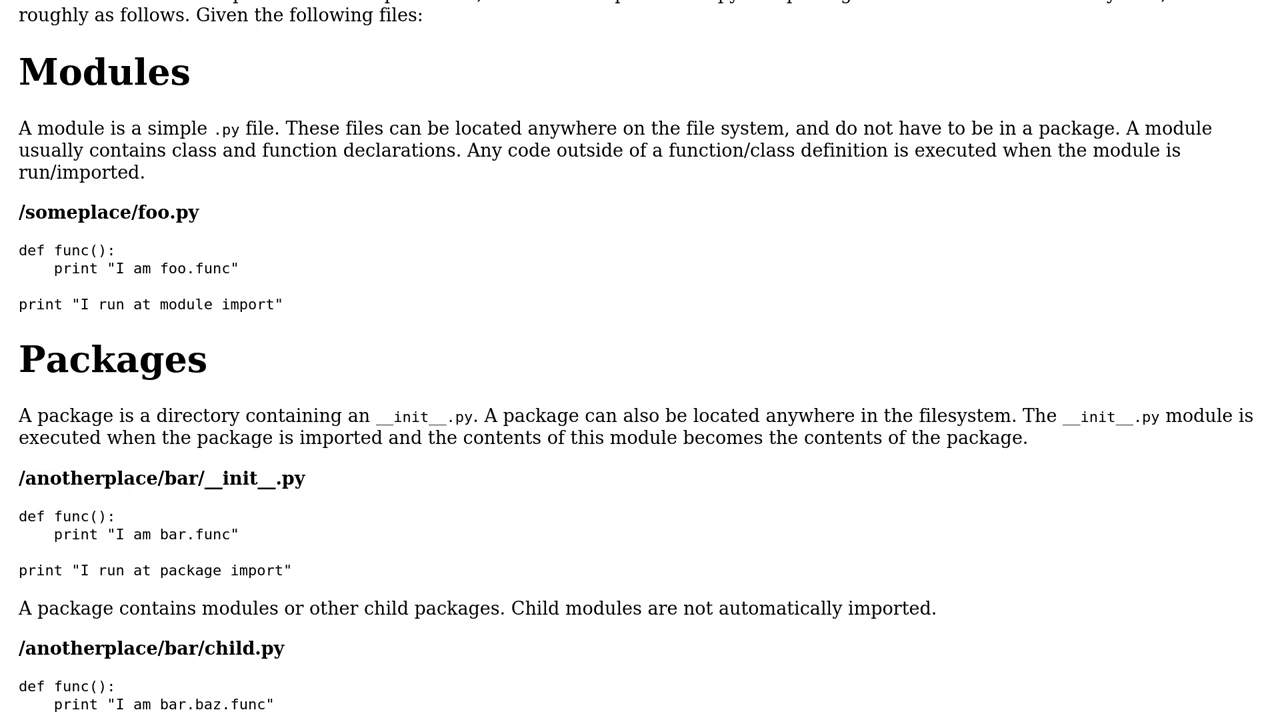 roughly as follows. Given the following files:
Modules
A module is a simple .py file. These files can be located anywhere on the file system, and do not have to be in a package. A module
usually contains class and function declarations. Any code outside of a function/class definition is executed when the module is
run/imported.
/someplace/foo.py
def func():
    print "I am foo.func"
print "I run at module import"
Packages
A package is a directory containing an __init__.py. A package can also be located anywhere in the filesystem. The __init__.py module is
executed when the package is imported and the contents of this module becomes the contents of the package.
/anotherplace/bar/__init__.py
def func():
    print "I am bar.func"
print "I run at package import"
A package contains modules or other child packages. Child modules are not automatically imported.
/anotherplace/bar/child.py
def func():
    print "I am bar.baz.func"